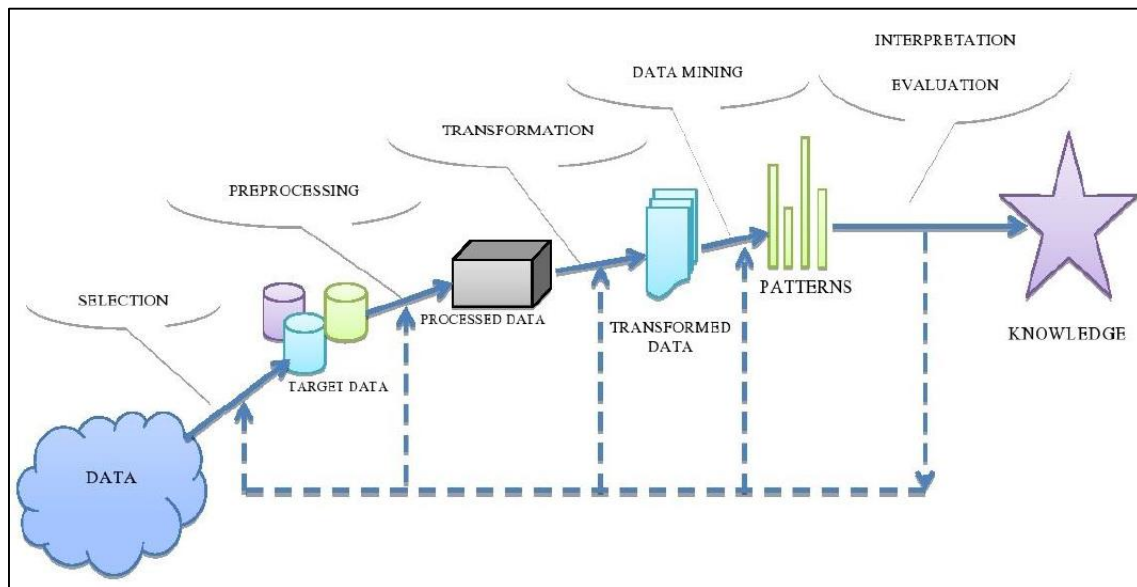 INTERPRETATION
EVALUATION
DATA MINING
TRANSFORMATION
PREPROCESSING
SELECTION
DATA
TARGET DATA
PROCESSED DATA
TRANSFORMED
DATA
PATTERNS
KNOWLEDGE